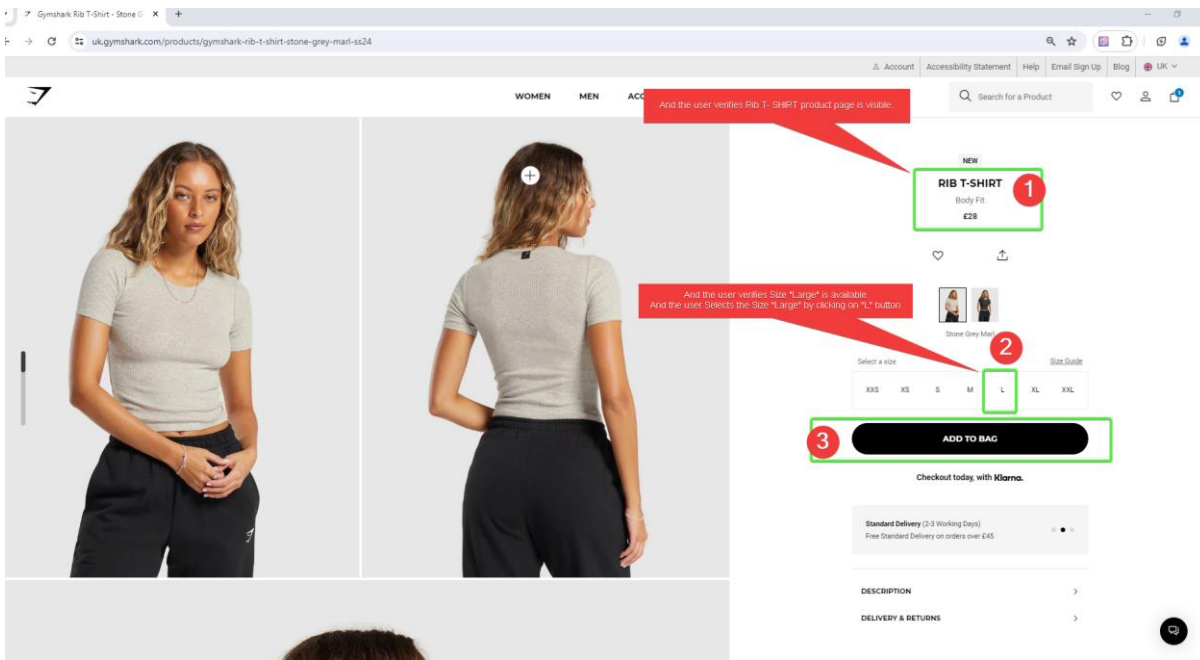 Gymshark Rib T-Shirt - Stone G
uk.gymshark.com/products/gymshark-rib-t-shirt-stone-grey-marl-ss24
Account Accessibility Statement Help Email Sign Up Blog UK
WOMEN MEN
Search for a Product
And the user verifies Rib T- SHIRT product page is visible.
NEW
RIB T-SHIRT
1
Body Fit
£28
And the user verifies Size "Large" is available
And the user Selects the Size "Large" by clicking on "L" button
Stone Grey Marl
2
Select a size Size Guide
XXS XS S M L XL XXL
3
ADD TO BAG
Checkout today, with Klarna.
Standard Delivery (2-3 Working Days)
Free Standard Delivery on orders over £45
DESCRIPTION
DELIVERY & RETURNS